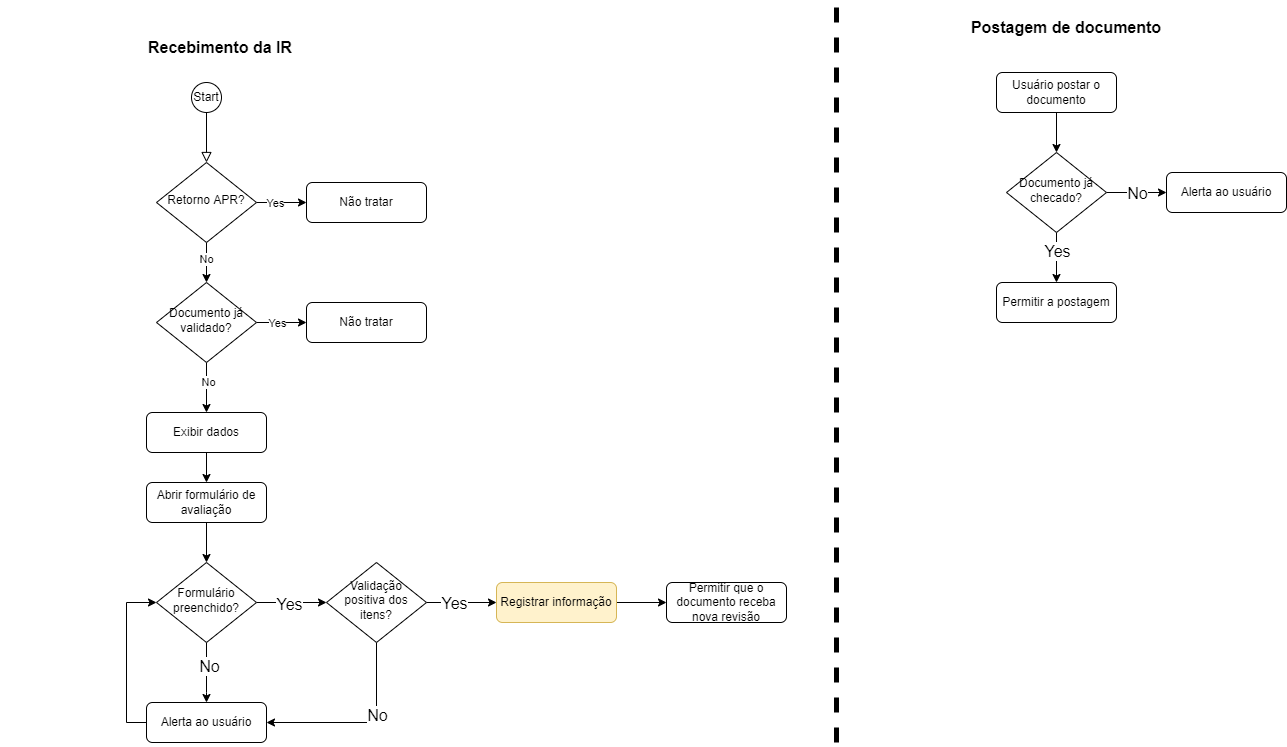 Recebimento da IR
Start
Retorno APR?
Yes
Não tratar
No
Documento já
validado?
Yes
Não tratar
No
Exibir dados
Abrir formulário de
avaliação
Formulário
preenchido?
Yes
Validação
positiva dos
itens?
Yes
Registrar informação
Permitir que o
documento receba
nova revisão
No
No
Alerta ao usuário
Postagem de documento
Usuário postar o
documento
Documento já
checado?
No
Alerta ao usuário
Yes
Permitir a postagem